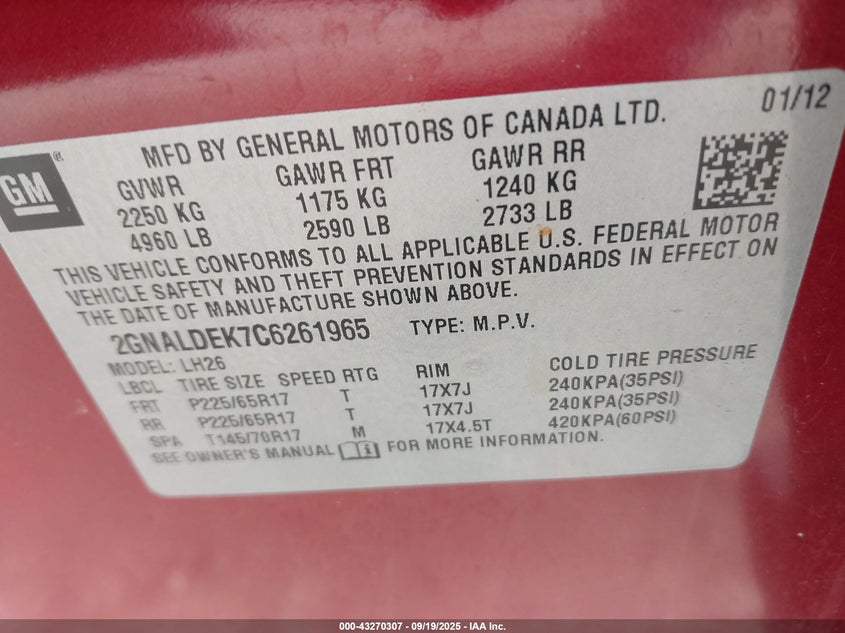 01/12
MFD BY GENERAL MOTORS OF CANADA LTD.
GM®
GVWR GAWR FRT GAWR RR
2250 KG 1175 KG 1240 KG
4960 LB 2590 LB 2733 LB
THIS VEHICLE CONFORMS TO ALL APPLICABLE U.S. FEDERAL MOTOR
VEHICLE SAFETY AND THEFT PREVENTION STANDARDS IN EFFECT ON
THE DATE OF MANUFACTURE SHOWN ABOVE.
2GNALDEK7C6261965 TYPE: M.P.V.
MODEL: LH26
LBCL TIRE SIZE SPEED RTG RIM COLD TIRE PRESSURE
FRT P225/65R17 T 17X7J 240KPA(35PSI)
RR P225/65R17 T 17X7J 240KPA(35PSI)
SPA T145/70R17 M 17X4.5T 420KPA(60PSI)
SEE OWNER'S MANUAL i FOR MORE INFORMATION.
000-43270307 - 09/19/2025 - IAA Inc.